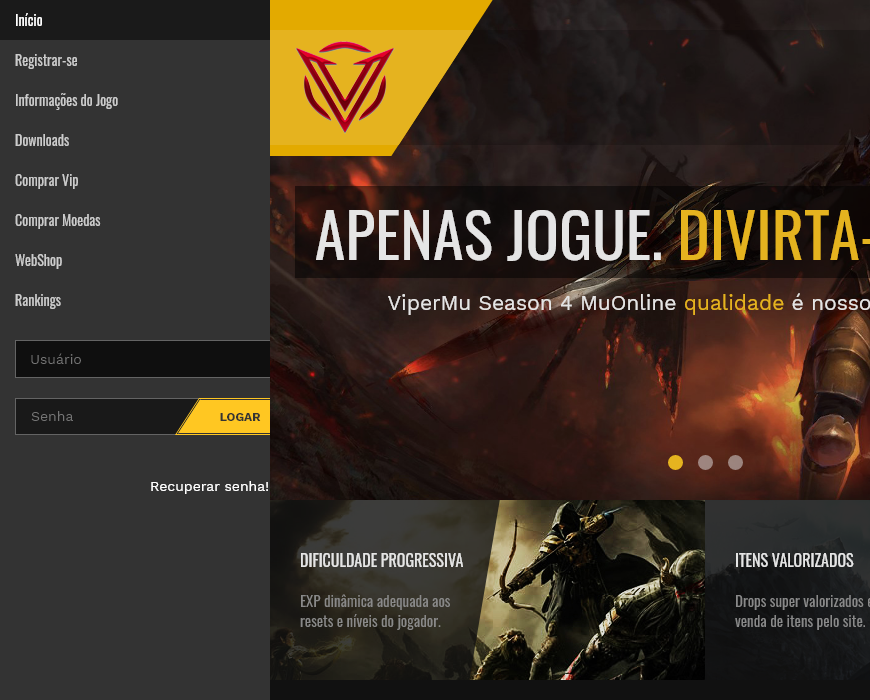 Início
Registrar-se
Informações do Jogo
Downloads
Comprar Vip
Comprar Moedas
WebShop
Rankings
Usuário
Senha
LOGAR
Recuperar senha!
APENAS JOGUE. DIVIRTA-
ViperMu Season 4 MuOnline qualidade é nosso
DIFICULDADE PROGRESSIVA
EXP dinâmica adequada aos
resets e níveis do jogador.
ITENS VALORIZADOS
Drops super valorizados e
venda de itens pelo site.